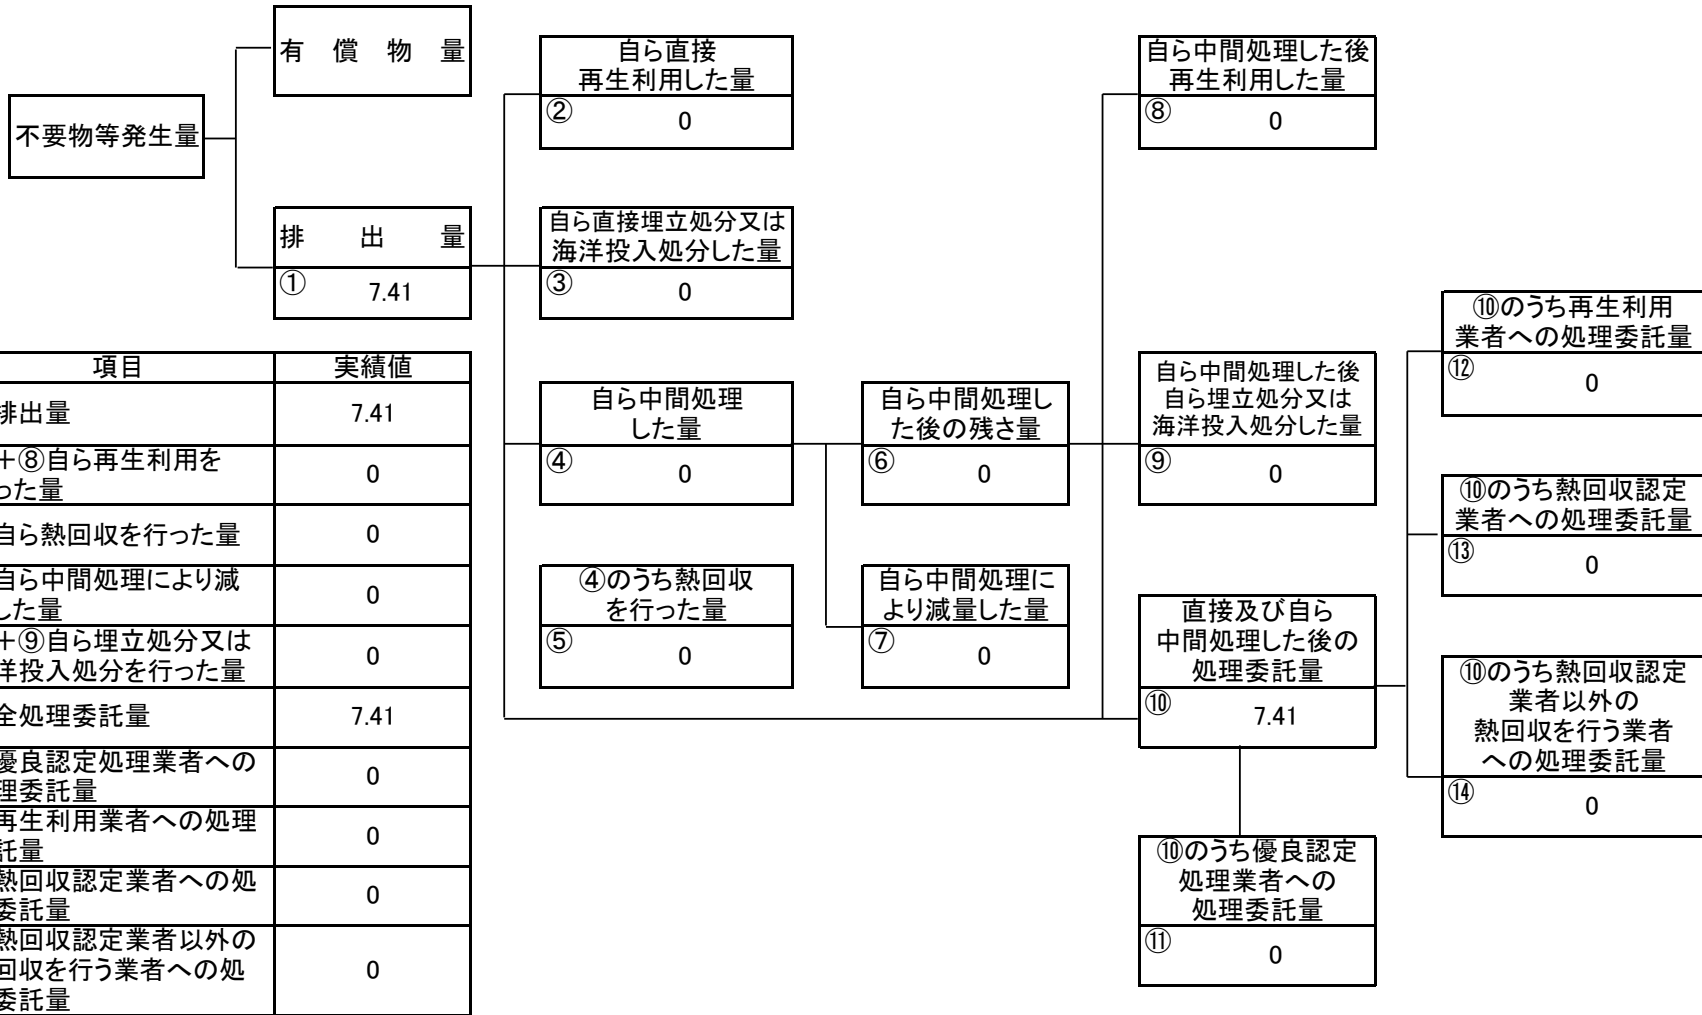 不要物等発生量
有 償 物 量
排 出 量
① 7.41
自ら直接
再生利用した量
② 0
自ら直接埋立処分又は
海洋投入処分した量
③ 0
自ら中間処理
した量
④ 0
④のうち熱回収
を行った量
⑤ 0
自ら中間処理し
た後の残さ量
⑥ 0
自ら中間処理に
より減量した量
⑦ 0
自ら中間処理した後
再生利用した量
⑧ 0
自ら中間処理した後
自ら埋立処分又は
海洋投入処分した量
⑨ 0
直接及び自ら
中間処理した後の
処理委託量
⑩ 7.41
⑩のうち優良認定
処理業者への
処理委託量
⑪ 0
⑩のうち再生利用
業者への処理委託量
⑫ 0
⑩のうち熱回収認定
業者への処理委託量
⑬ 0
⑩のうち熱回収認定
業者以外の
熱回収を行う業者
への処理委託量
⑭ 0
項目 実績値
排出量 7.41
+⑧自ら再生利用を
った量 0
自ら熱回収を行った量 0
自ら中間処理により減
した量 0
+⑨自ら埋立処分又は
洋投入処分を行った量 0
全処理委託量 7.41
優良認定処理業者への
理委託量 0
再生利用業者への処理
託量 0
熱回収認定業者への処
委託量 0
熱回収認定業者以外の
回収を行う業者への処
委託量 0